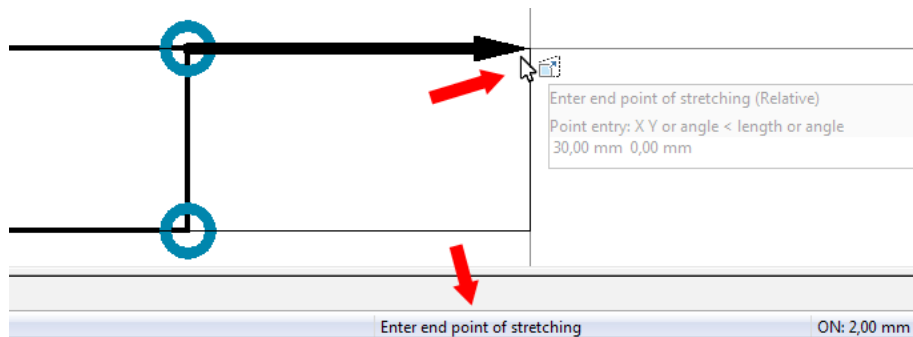 Enter end point of stretching (Relative)
Point entry: X Y or angle < length or angle
30,00 mm 0,00 mm
Enter end point of stretching
ON: 2,00 mm